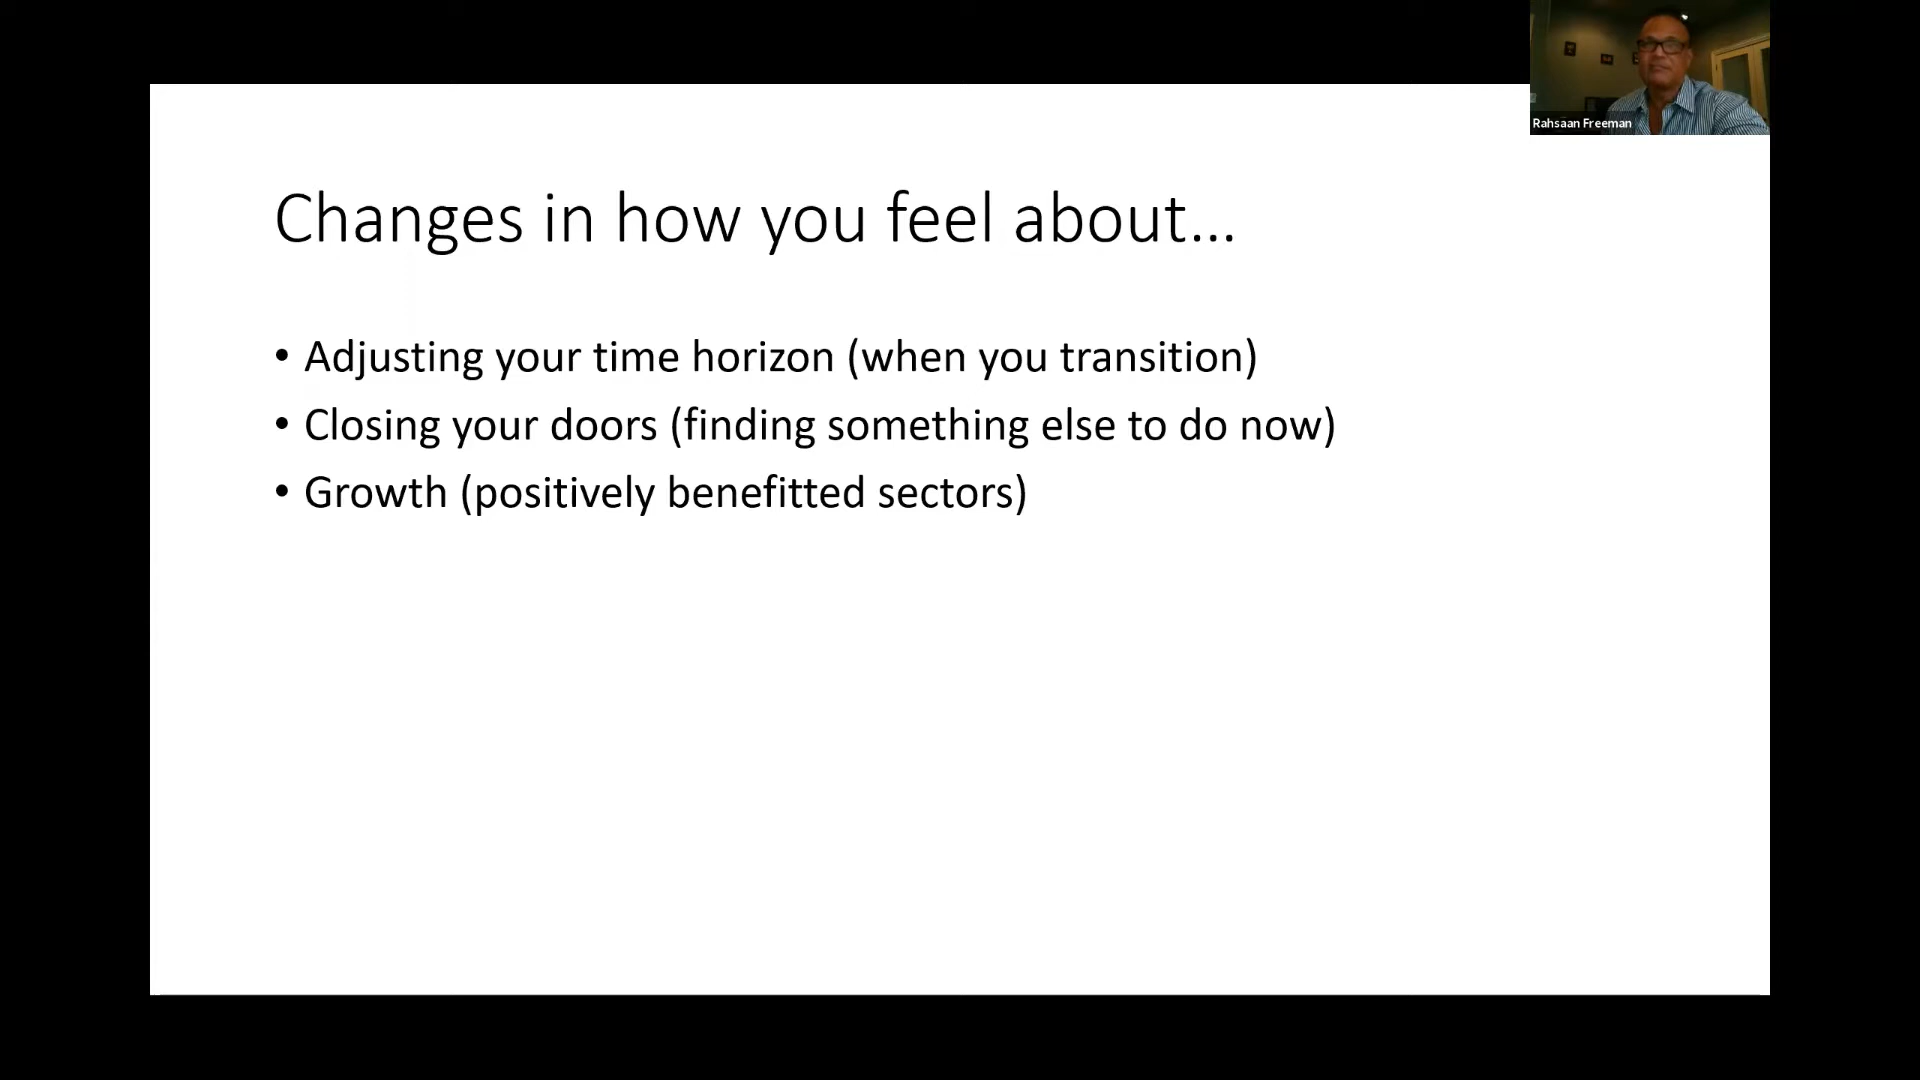 Rahsaan Freeman
Changes in how you feel about...
• Adjusting your time horizon (when you transition)
• Closing your doors (finding something else to do now)
• Growth (positively benefitted sectors)